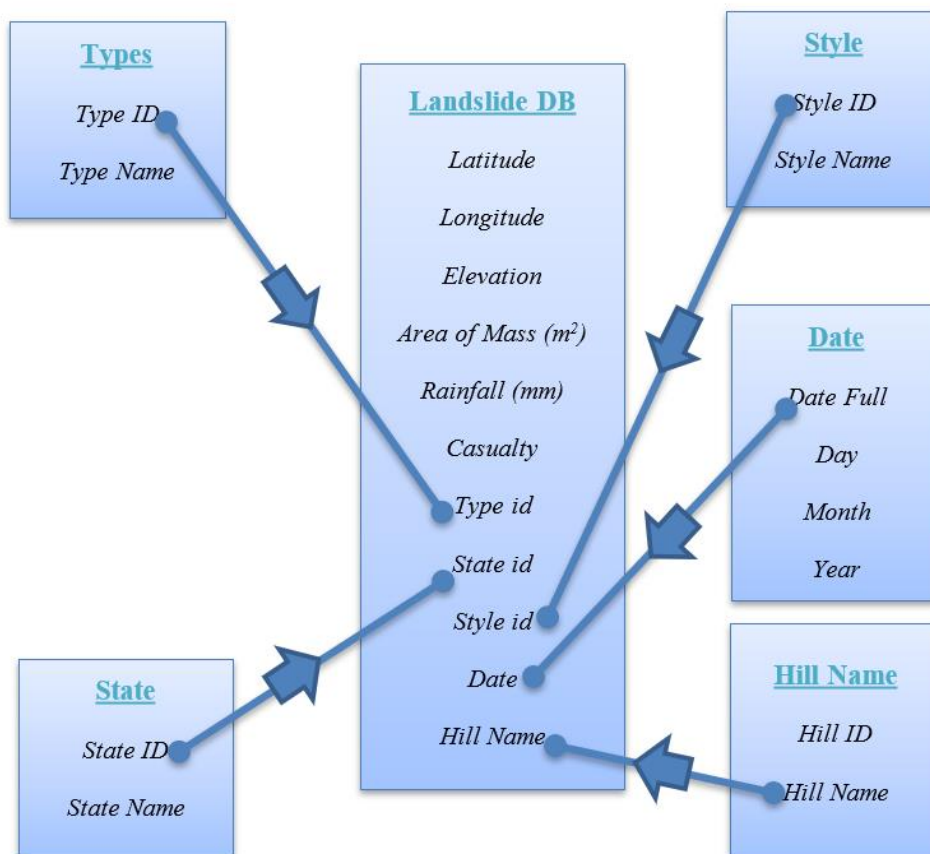 Types
Type ID
Type Name
Landslide DB
Latitude
Longitude
Elevation
Area of Mass (m²)
Rainfall (mm)
Casualty
Type id
State id
Style id
Date
Hill Name
Style
Style ID
Style Name
Date
Date Full
Day
Month
Year
State
State ID
State Name
Hill Name
Hill ID
Hill Name